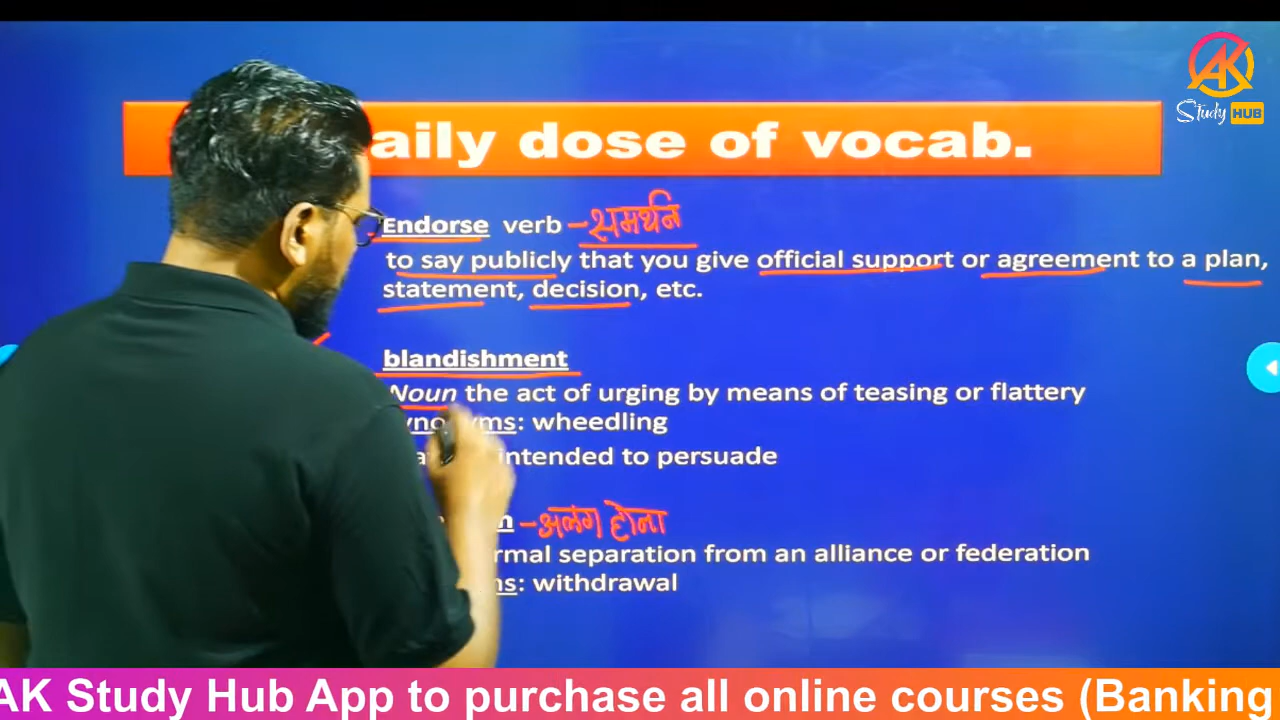 AK
Study HUB
aily dose of vocab.
Endorse verb – समर्थन
to say publicly that you give official support or agreement to a plan,
statement, decision, etc.
blandishment
Noun the act of urging by means of teasing or flattery
: wheedling
intended to persuade
– अलग होना
separation from an alliance or federation
: withdrawal
AK Study Hub App to purchase all online courses (Banking